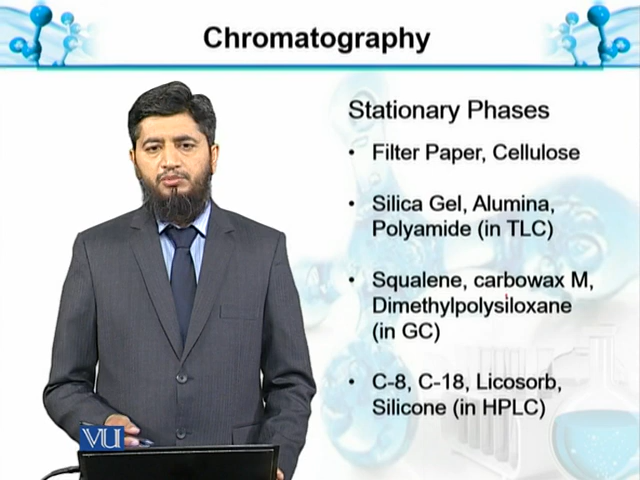 Chromatography
Stationary Phases
• Filter Paper, Cellulose
• Silica Gel, Alumina,
Polyamide (in TLC)
• Squalene, carbowax M,
Dimethylpolysiloxane
(in GC)
• C-8, C-18, Licosorb,
Silicone (in HPLC)
VU